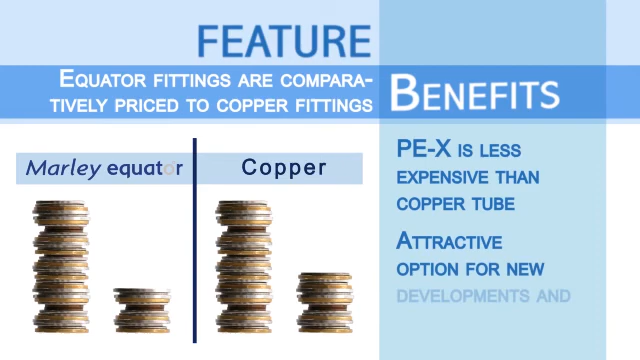 FEATURE
EQUATOR FITTINGS ARE COMPARA-
TIVELY PRICED TO COPPER FITTINGS
BENEFITS
Marley equator
Copper
PE-X IS LESS
EXPENSIVE THAN
COPPER TUBE
ATTRACTIVE
OPTION FOR NEW
DEVELOPMENTS AND